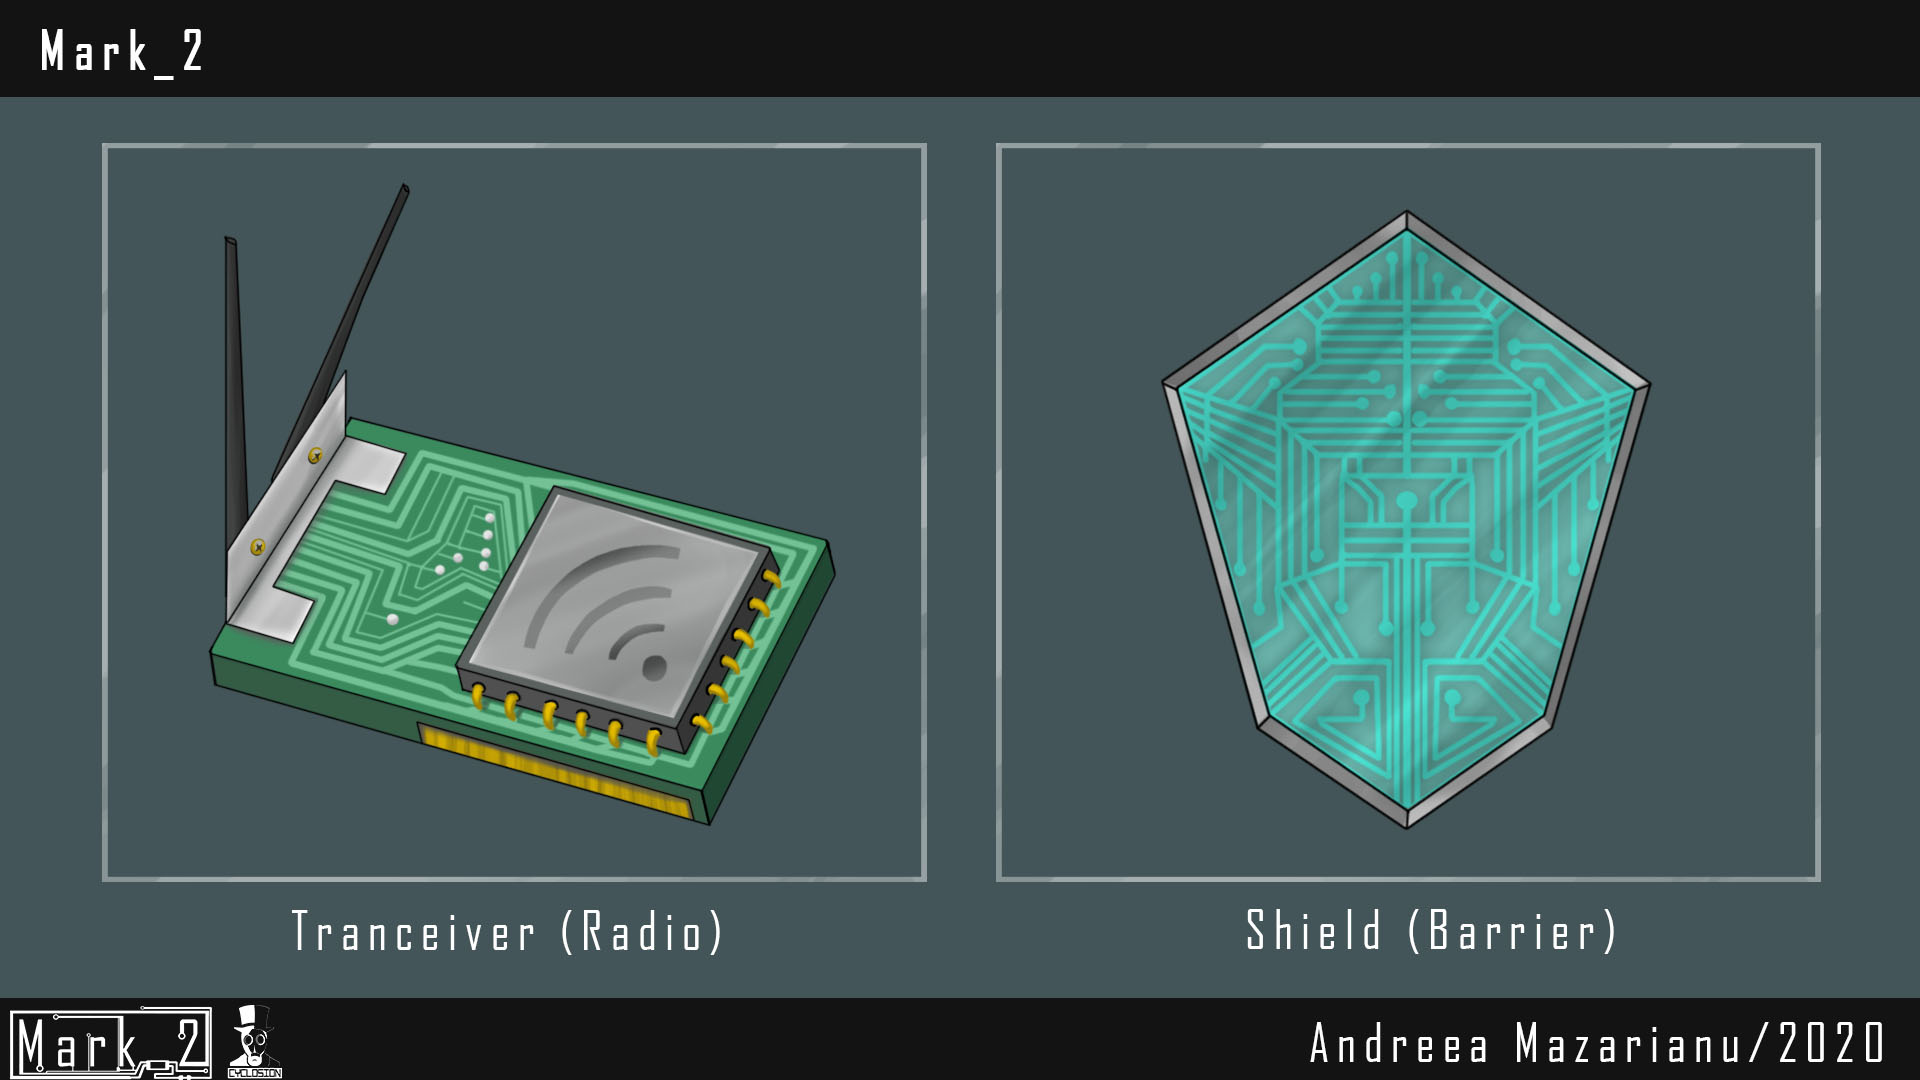 Mark_2
Tranceiver (Radio)
Shield (Barrier)
Mark_2
CYCLOSION
Andreea Mazarianu/2020